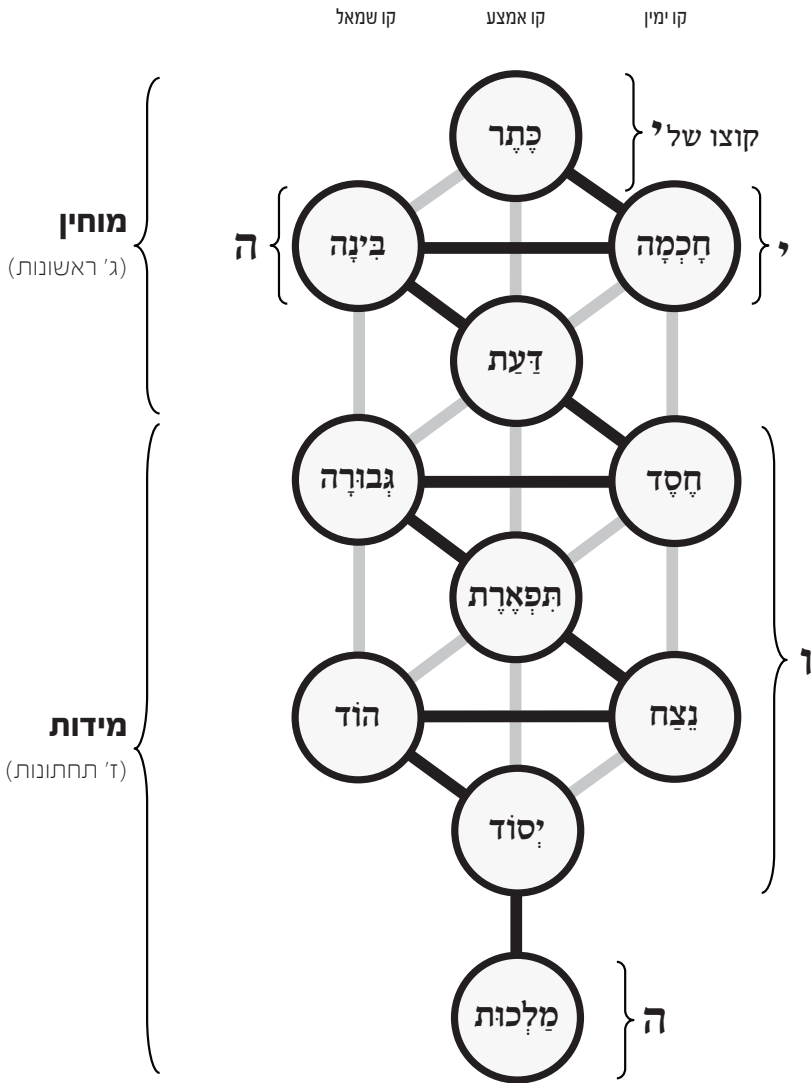 קו ימין
קו אמצע
קו שמאל
כֶּתֶר
קוצו של י
חָכְמָה
י
בִּינָה
ה
מוחין
(ג' ראשונות)
דַּעַת
חֶסֶד
גְּבוּרָה
תִּפְאֶרֶת
ו
נֵצַח
הוֹד
מידות
(ז' תחתונות)
יְסוֹד
מַלְכוּת
ה